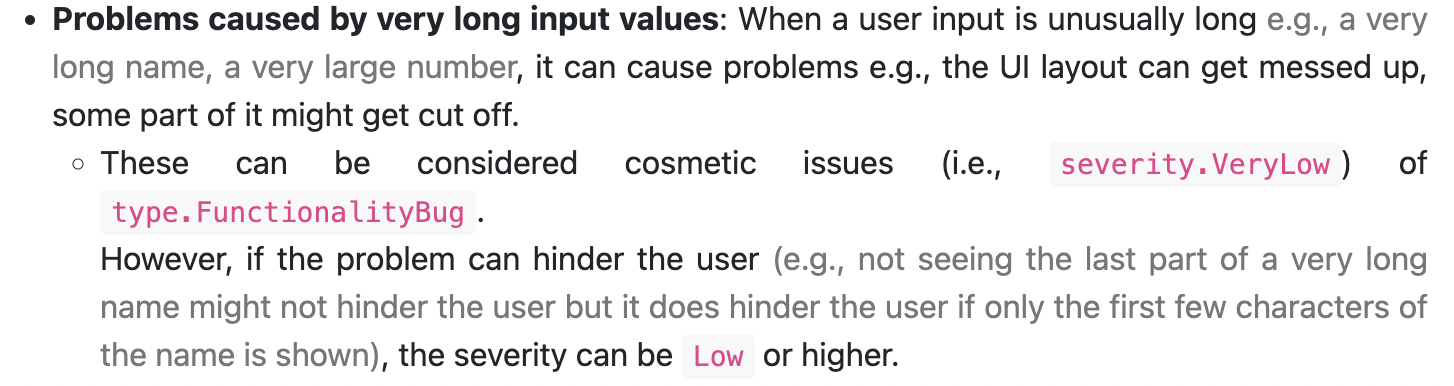 • Problems caused by very long input values: When a user input is unusually long e.g., a very
long name, a very large number, it can cause problems e.g., the UI layout can get messed up,
some part of it might get cut off.
◦ These can be considered cosmetic issues (i.e., severity.VeryLow) of
type.FunctionalityBug.
However, if the problem can hinder the user (e.g., not seeing the last part of a very long
name might not hinder the user but it does hinder the user if only the first few characters of
the name is shown), the severity can be Low or higher.